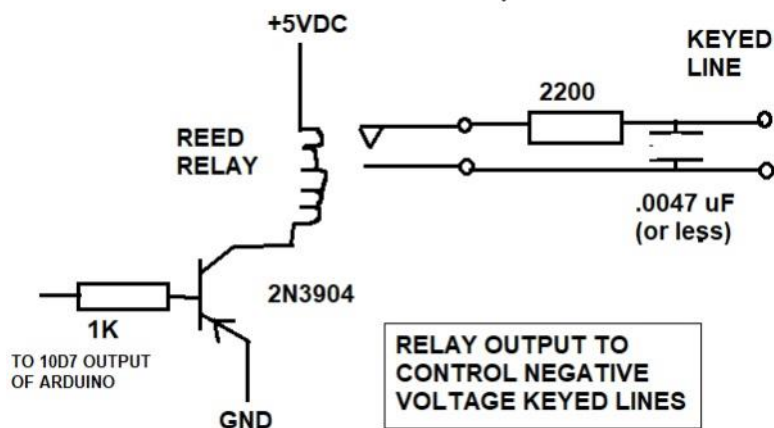 +5VDC
KEYED
LINE
2200
REED
RELAY
.0047 uF
(or less)
2N3904
1K
TO 10D7 OUTPUT
OF ARDUINO
GND
RELAY OUTPUT TO
CONTROL NEGATIVE
VOLTAGE KEYED LINES